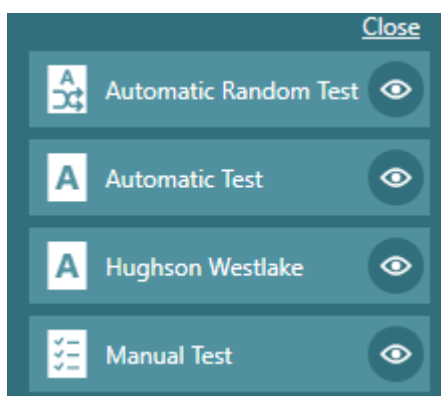 Close
A
Automatic Random Test
A
Automatic Test
A
Hughson Westlake
Manual Test